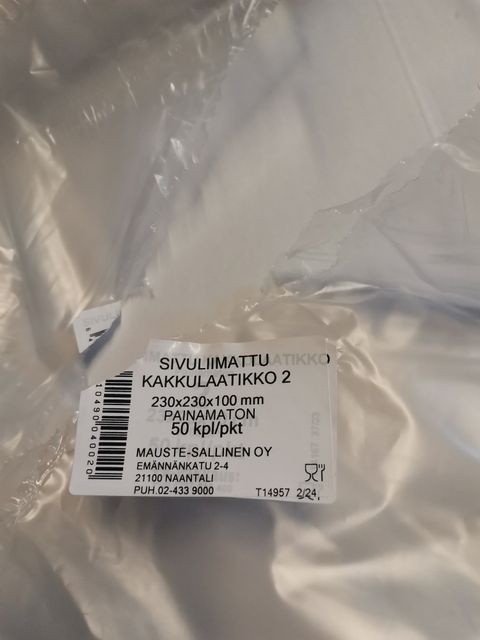 SIVULIIMATTU
KAKKULAATIKKO 2
230x230x100 mm
PAINAMATON
50 kpl/pkt
MAUSTE-SALLINEN OY
EMÄNNÄNKATU 2-4
21100 NAANTALI
PUH.02-433 9000
T14957 2/24
10490040020